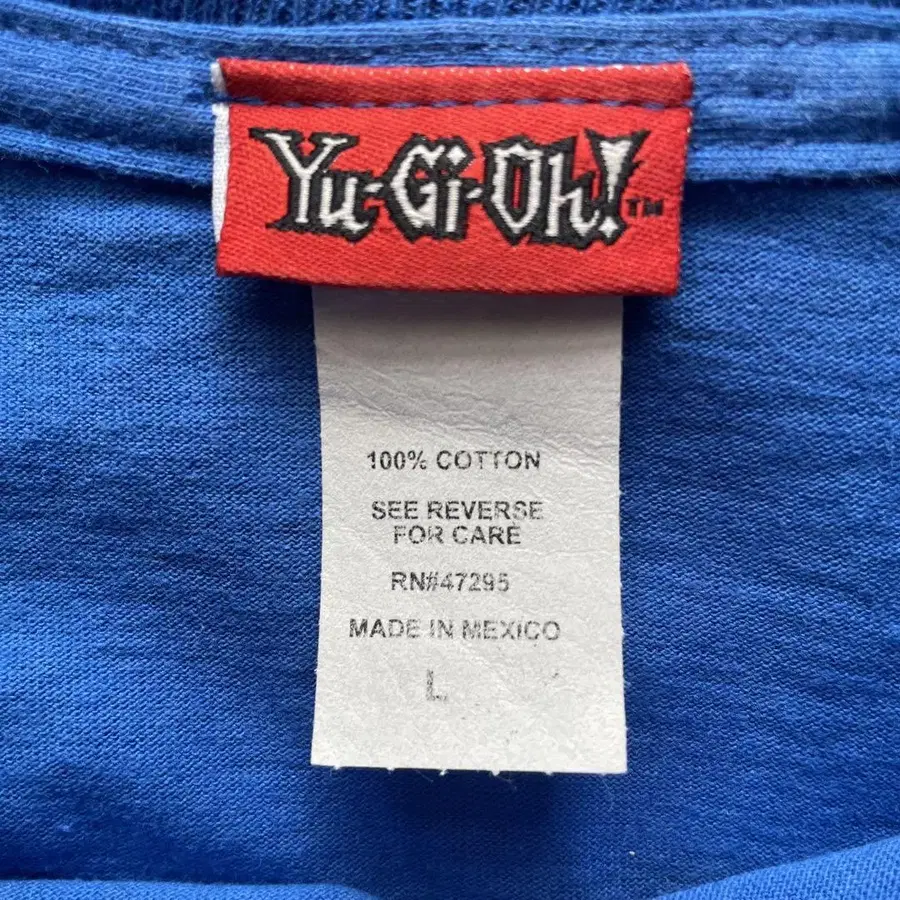 Yu-Gi-Oh!™
100% COTTON
SEE REVERSE
FOR CARE
RN#47295
MADE IN MEXICO
L